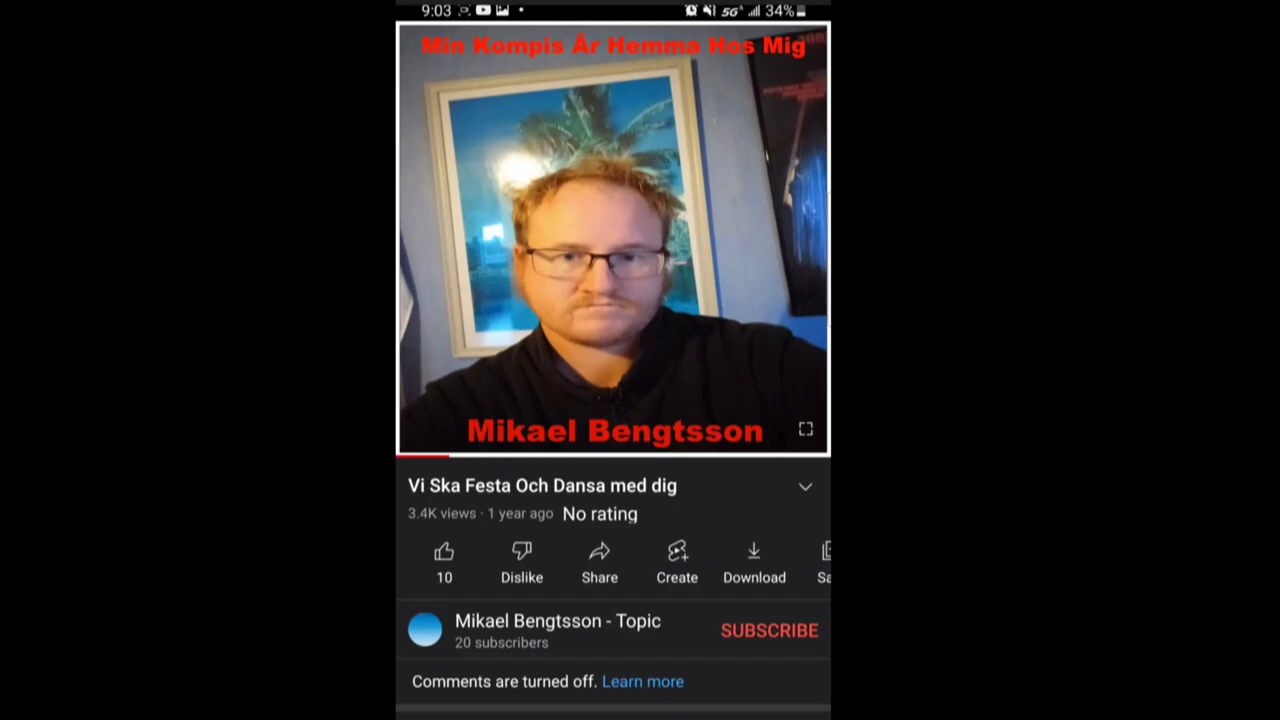 9:03
5G
34%
Min Kompis Är Hemma Hos Mig
Mikael Bengtsson
Vi Ska Festa Och Dansa med dig
3.4K views · 1 year ago No rating
10 Dislike Share Create Download Sa
Mikael Bengtsson - Topic
SUBSCRIBE
20 subscribers
Comments are turned off. Learn more